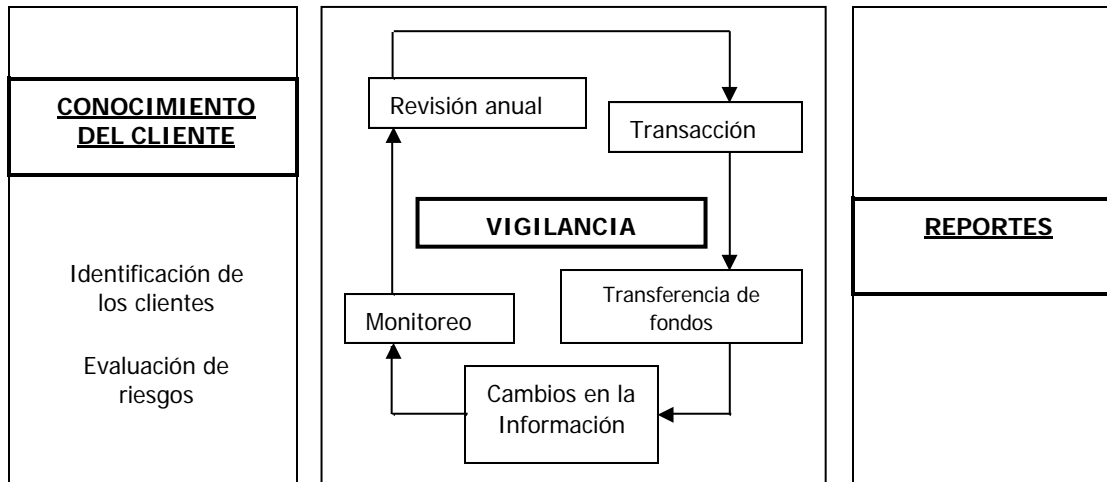 CONOCIMIENTO
DEL CLIENTE
Identificación de
los clientes
Evaluación de
riesgos
Revisión anual
Transacción
VIGILANCIA
Transferencia de
fondos
Monitoreo
Cambios en la
Información
REPORTES